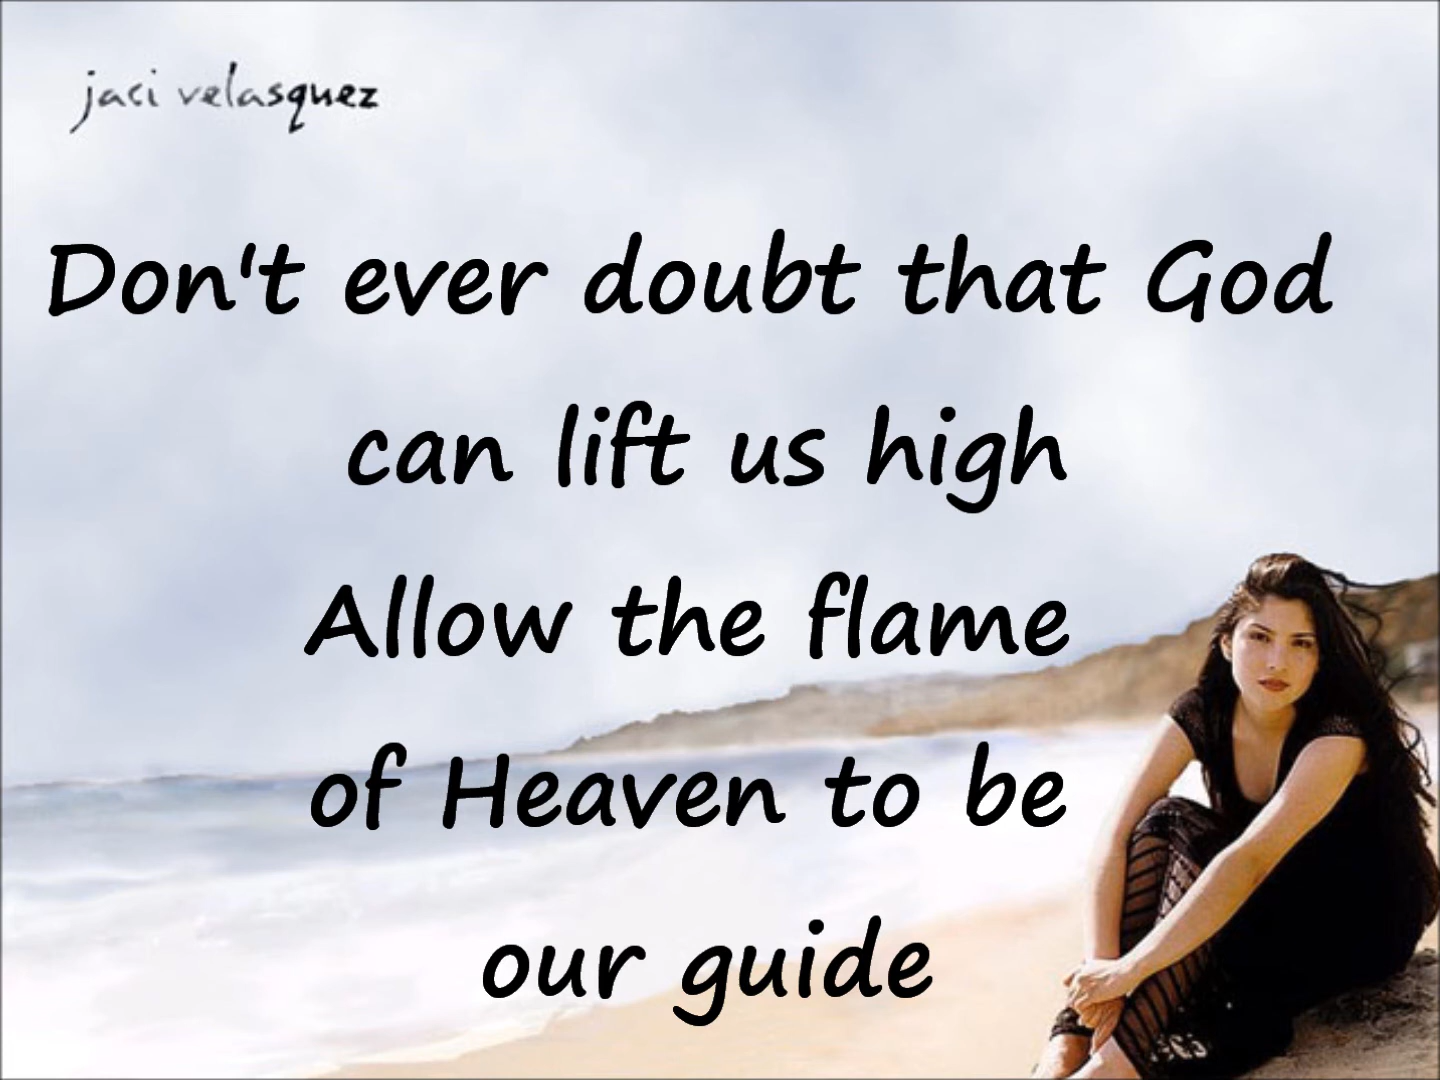 jaci velasquez
Don't ever doubt that God
can lift us high
Allow the flame
of Heaven to be
our guide